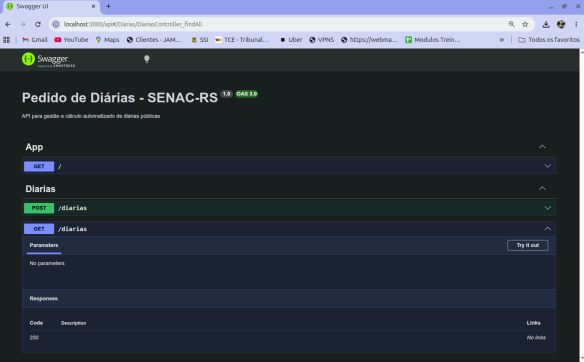 Swagger UI
localhost:3000/api#/Diarias/DiariasController_findAll
Gmail
YouTube
Maps
Clientes - JAM...
SSI
TCE - Tribunal...
Uber
VPNS
https://webma...
Modulos Trein...
»
Todos os favoritos
Swagger
Pedido de Diárias - SENAC-RS 1.0 OAS 3.0
API para gestão e cálculo automatizado de diárias públicas
App
GET /
Diarias
POST /diarias
GET /diarias
Parameters
Try it out
No parameters
Responses
Code Description Links
200 No links